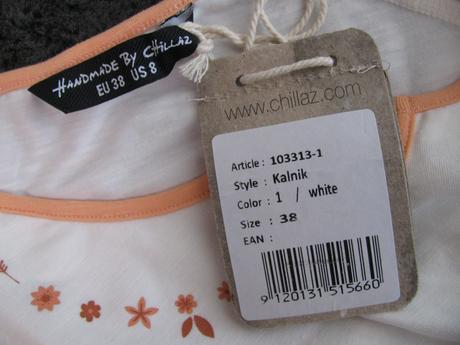 HANDMADE BY CHILLAZ
EU 38 US 8
www.chillaz.com
Article : 103313-1
Style : Kalnik
Color : 1 / white
Size : 38
EAN :
9 120131 515660